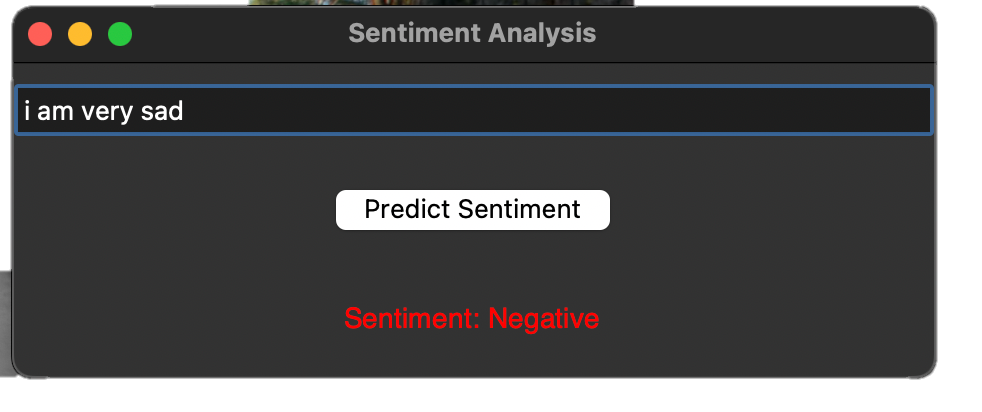 Sentiment Analysis
i am very sad
Predict Sentiment
Sentiment: Negative